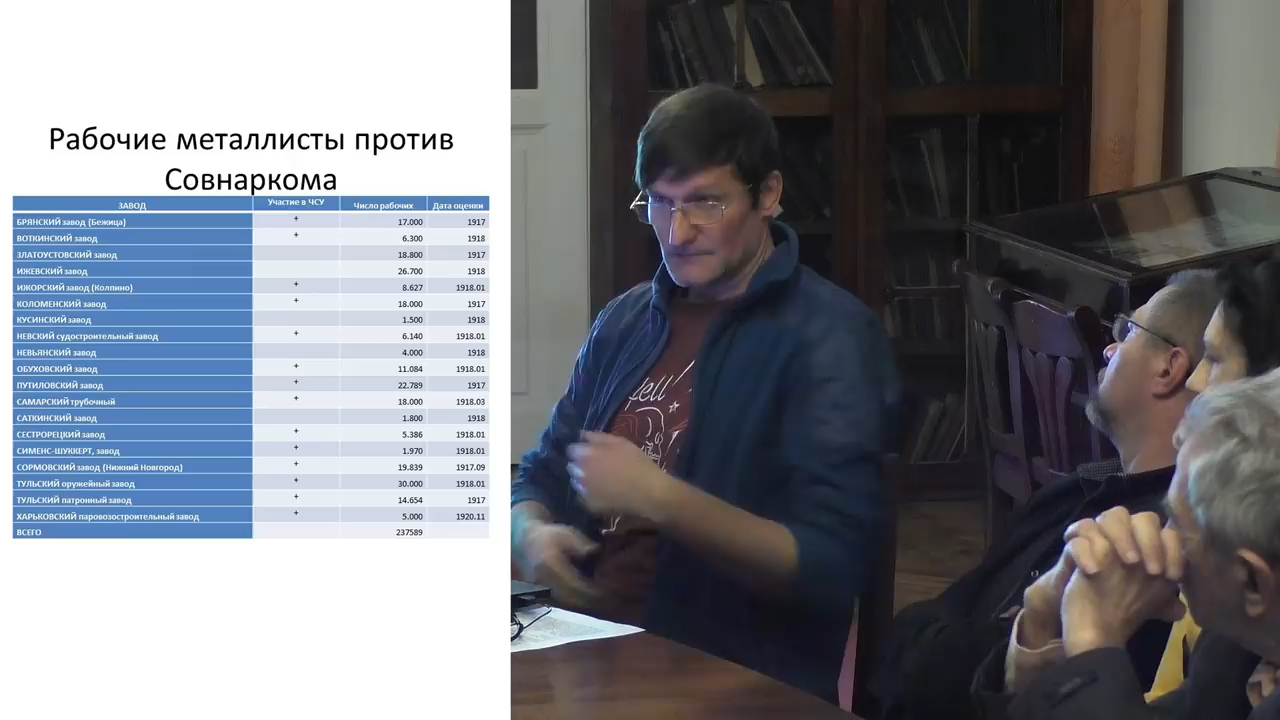 Рабочие металлисты против
Совнаркома
ЗАВОД Участие в ЧСУ Число рабочих Дата оценки
БРЯНСКИЙ завод (Бежица) + 17.000 1917
ВОТКИНСКИЙ завод + 6.300 1918
ЗЛАТОУСТОВСКИЙ завод 18.800 1917
ИЖЕВСКИЙ завод 26.700 1918
ИЖОРСКИЙ завод (Колпино) + 8.627 1918.01
КОЛОМЕНСКИЙ завод + 18.000 1917
КУСИНСКИЙ завод 1.500 1918
НЕВСКИЙ судостроительный завод + 6.140 1918.01
НЕВЬЯНСКИЙ завод 4.000 1918
ОБУХОВСКИЙ завод + 11.084 1918.01
ПУТИЛОВСКИЙ завод + 22.789 1917
САМАРСКИЙ трубочный + 18.000 1918.03
САТКИНСКИЙ завод 1.800 1918
СЕСТРОРЕЦКИЙ завод + 5.386 1918.01
СИМЕНС-ШУККЕРТ, завод + 1.970 1918.01
СОРМОВСКИЙ завод (Нижний Новгород) + 19.839 1917.09
ТУЛЬСКИЙ оружейный завод + 30.000 1918.01
ТУЛЬСКИЙ патронный завод + 14.654 1917
ХАРЬКОВСКИЙ паровозостроительный завод + 5.000 1920.11
ВСЕГО 237589